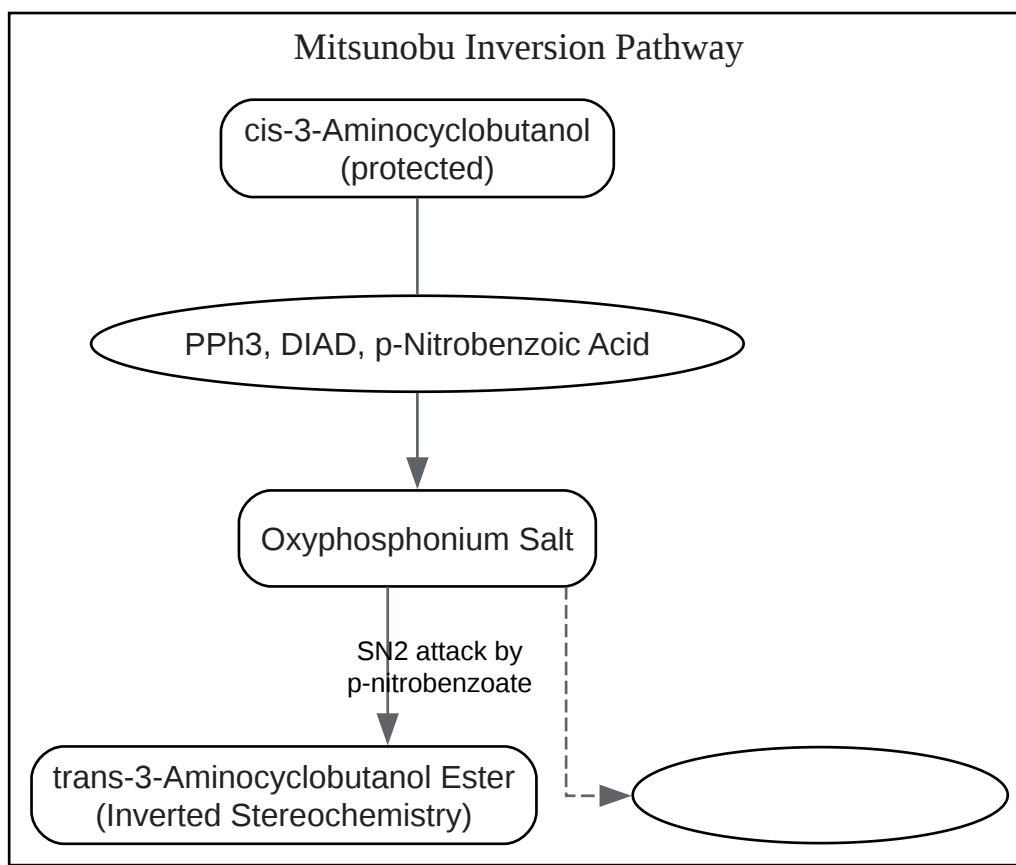 Mitsunobu Inversion Pathway
cis-3-Aminocyclobutanol
(protected)
PPh3, DIAD, p-Nitrobenzoic Acid
Oxyphosphonium Salt
SN2 attack by
p-nitrobenzoate
trans-3-Aminocyclobutanol Ester
(Inverted Stereochemistry)